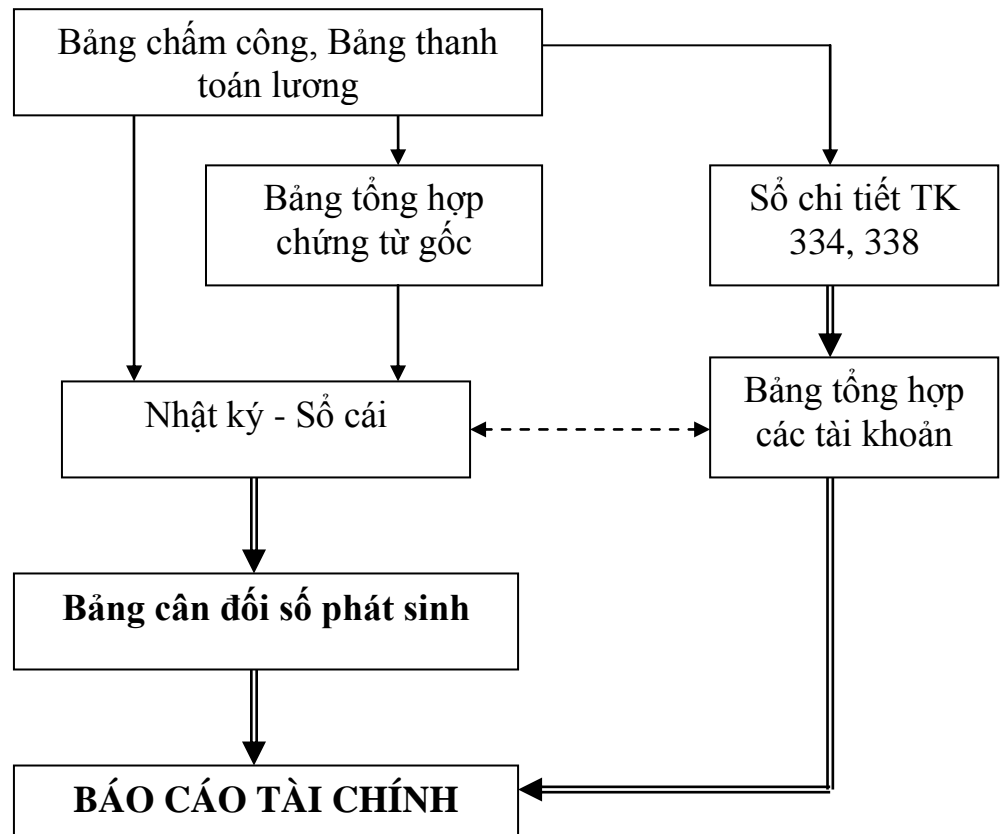 Bảng chấm công, Bảng thanh
toán lương
Bảng tổng hợp
chứng từ gốc
Sổ chi tiết TK
334, 338
Nhật ký - Sổ cái
Bảng tổng hợp
các tài khoản
Bảng cân đối số phát sinh
BÁO CÁO TÀI CHÍNH